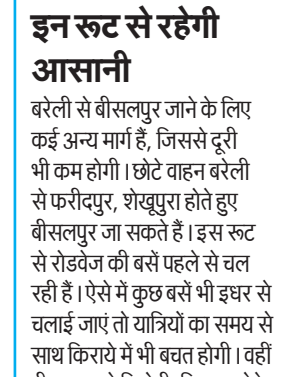 इन रूट से रहेगी
आसानी
बरेली से बीसलपुर जाने के लिए
कई अन्य मार्ग हैं, जिससे दूरी
भी कम होगी। छोटे वाहन बरेली
से फरीदपुर, शेखूपुरा होते हुए
बीसलपुर जा सकते हैं। इस रूट
से रोडवेज की बसें पहले से चल
रही हैं। ऐसे में कुछ बसें भी इधर से
चलाई जाएं तो यात्रियों का समय से
साथ किराये में भी बचत होगी। वहीं